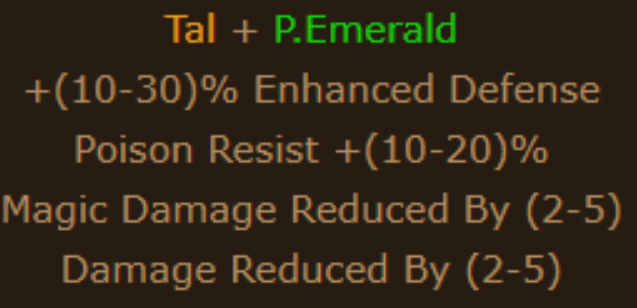 Tal + P.Emerald
+(10-30)% Enhanced Defense
Poison Resist +(10-20)%
Magic Damage Reduced By (2-5)
Damage Reduced By (2-5)